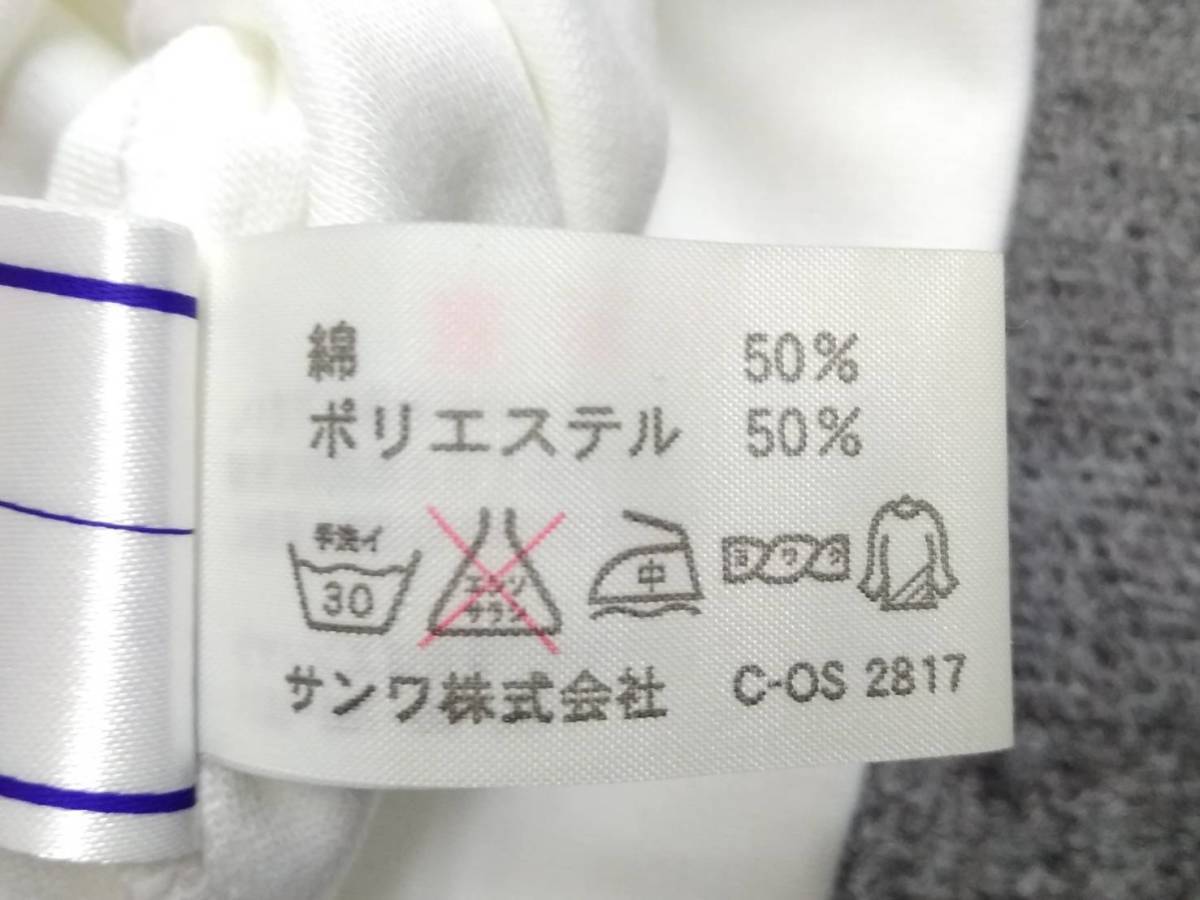 綿 50%
ポリエステル 50%
手洗イ
30
エンソ
サラシ
中
ヨワク
サンワ株式会社 C-OS 2817